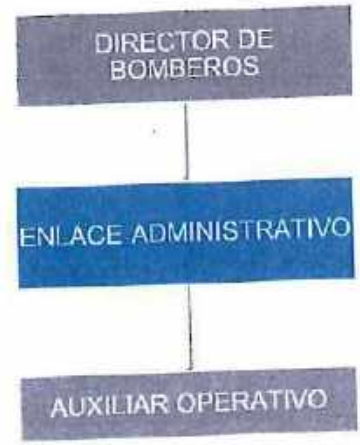 DIRECTOR DE
BOMBEROS
ENLACE ADMINISTRATIVO
AUXILIAR OPERATIVO